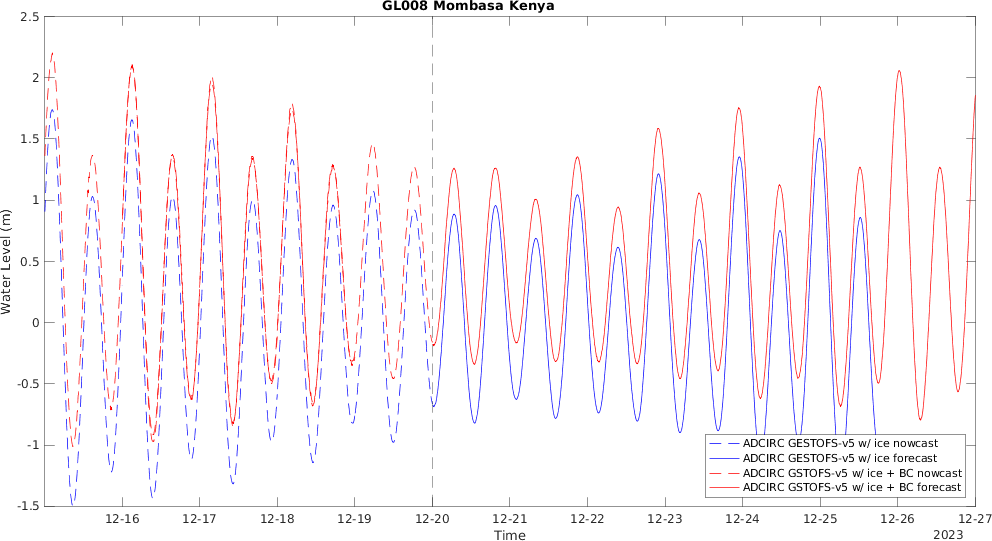 GL008 Mombasa Kenya
2.5
2
1.5
1
0.5
0
-0.5
-1
-1.5
Water Level (m)
12-16 12-17 12-18 12-19 12-20 12-21 12-22 12-23 12-24 12-25 12-26 12-27
Time
2023
ADCIRC GESTOFS-v5 w/ ice nowcast
ADCIRC GESTOFS-v5 w/ ice forecast
ADCIRC GSTOFS-v5 w/ ice + BC nowcast
ADCIRC GSTOFS-v5 w/ ice + BC forecast